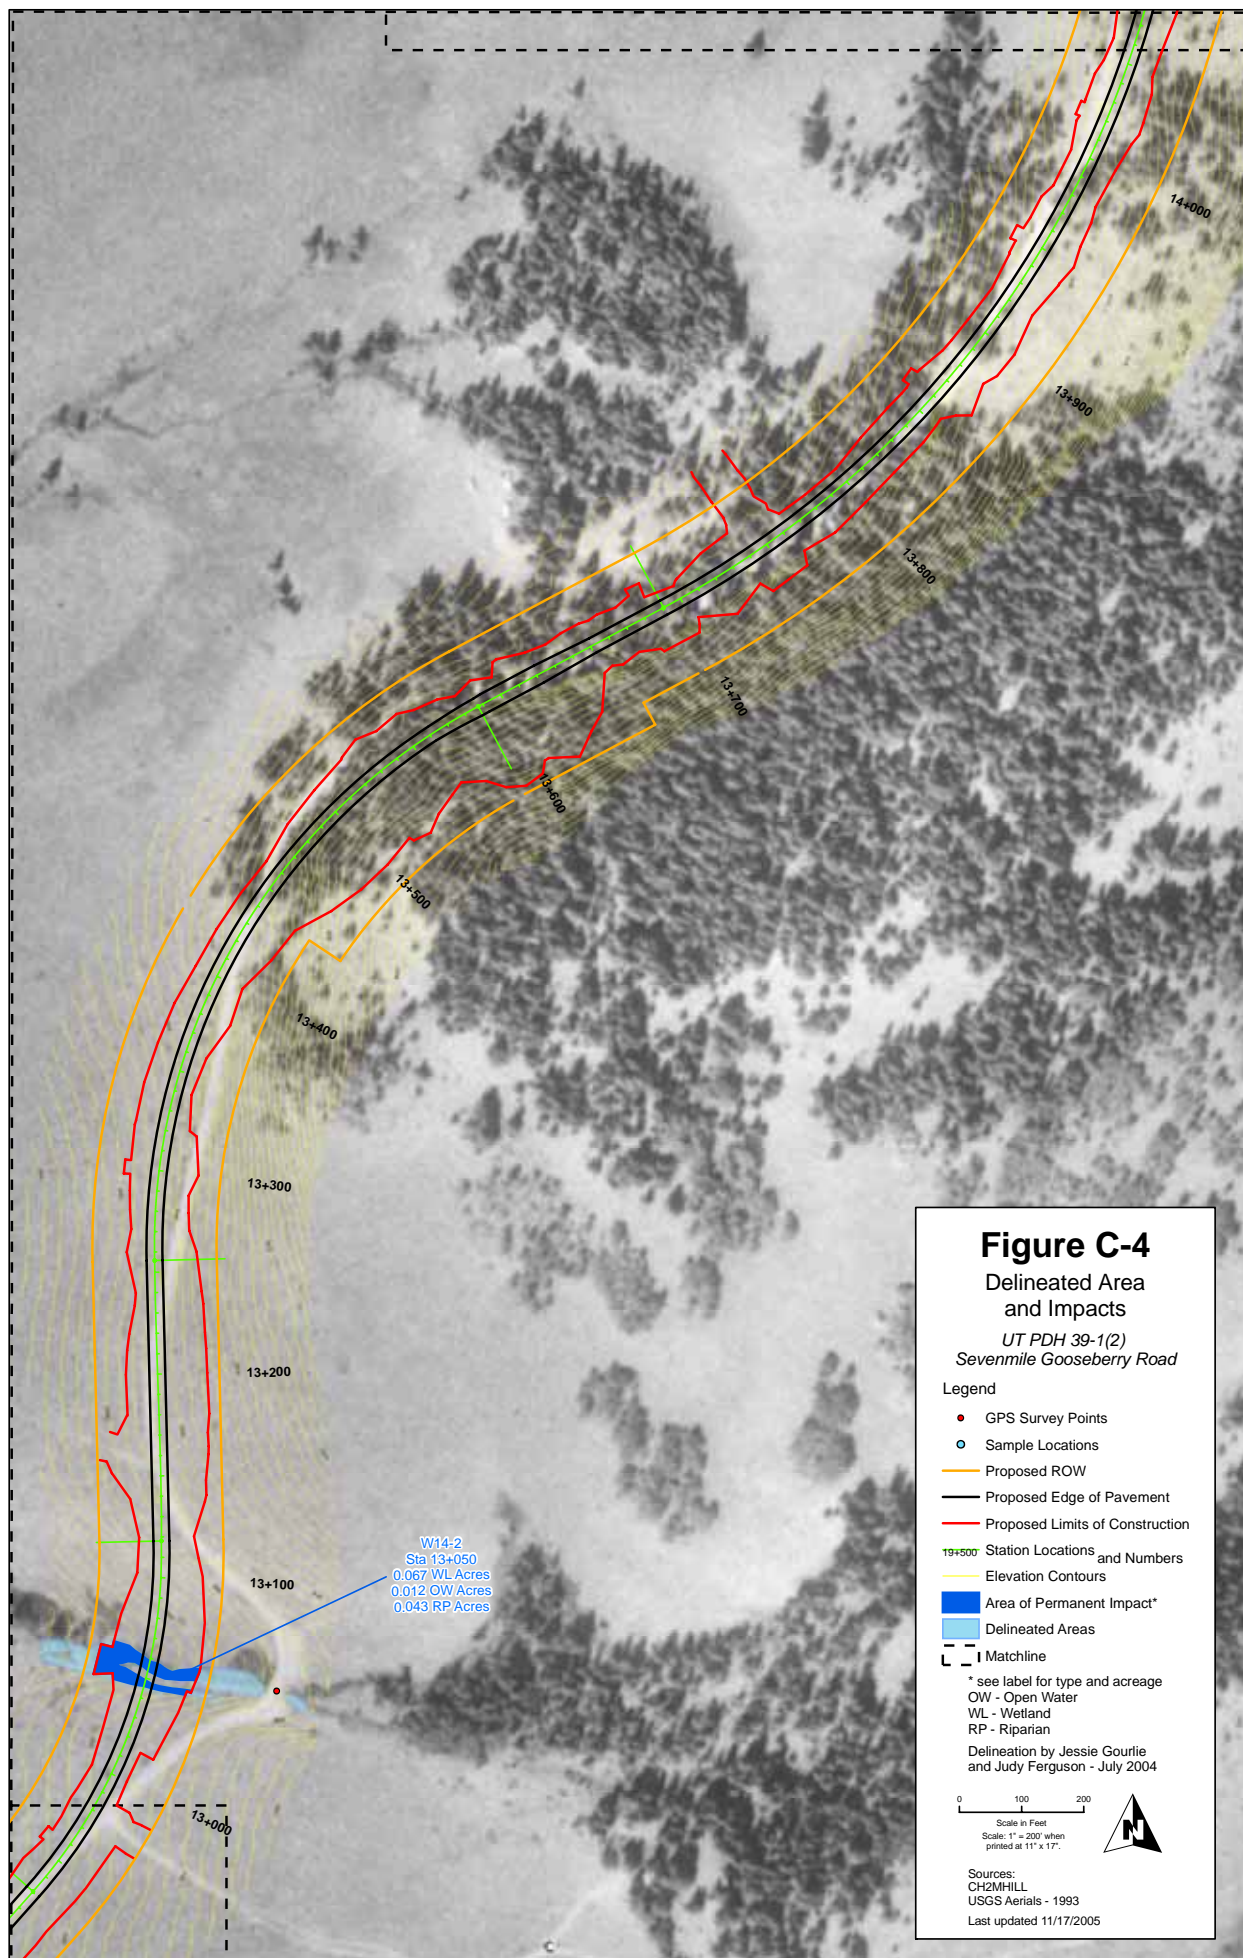 14+000
13+900
13+800
13+700
13+600
13+500
13+400
13+300
13+200
W14-2
Sta 13+050
0.067 WL Acres
0.012 OW Acres
0.043 RP Acres
13+100
13+000
Figure C-4
Delineated Area
and Impacts
UT PDH 39-1(2)
Sevenmile Gooseberry Road
Legend
GPS Survey Points
Sample Locations
Proposed ROW
Proposed Edge of Pavement
Proposed Limits of Construction
19+500 Station Locations and Numbers
Elevation Contours
Area of Permanent Impact*
Delineated Areas
Matchline
* see label for type and acreage
OW - Open Water
WL - Wetland
RP - Riparian
Delineation by Jessie Gourlie
and Judy Ferguson - July 2004
0 100 200
Scale in Feet
Scale: 1" = 200' when
printed at 11" x 17".
N
Sources:
CH2MHILL
USGS Aerials - 1993
Last updated 11/17/2005